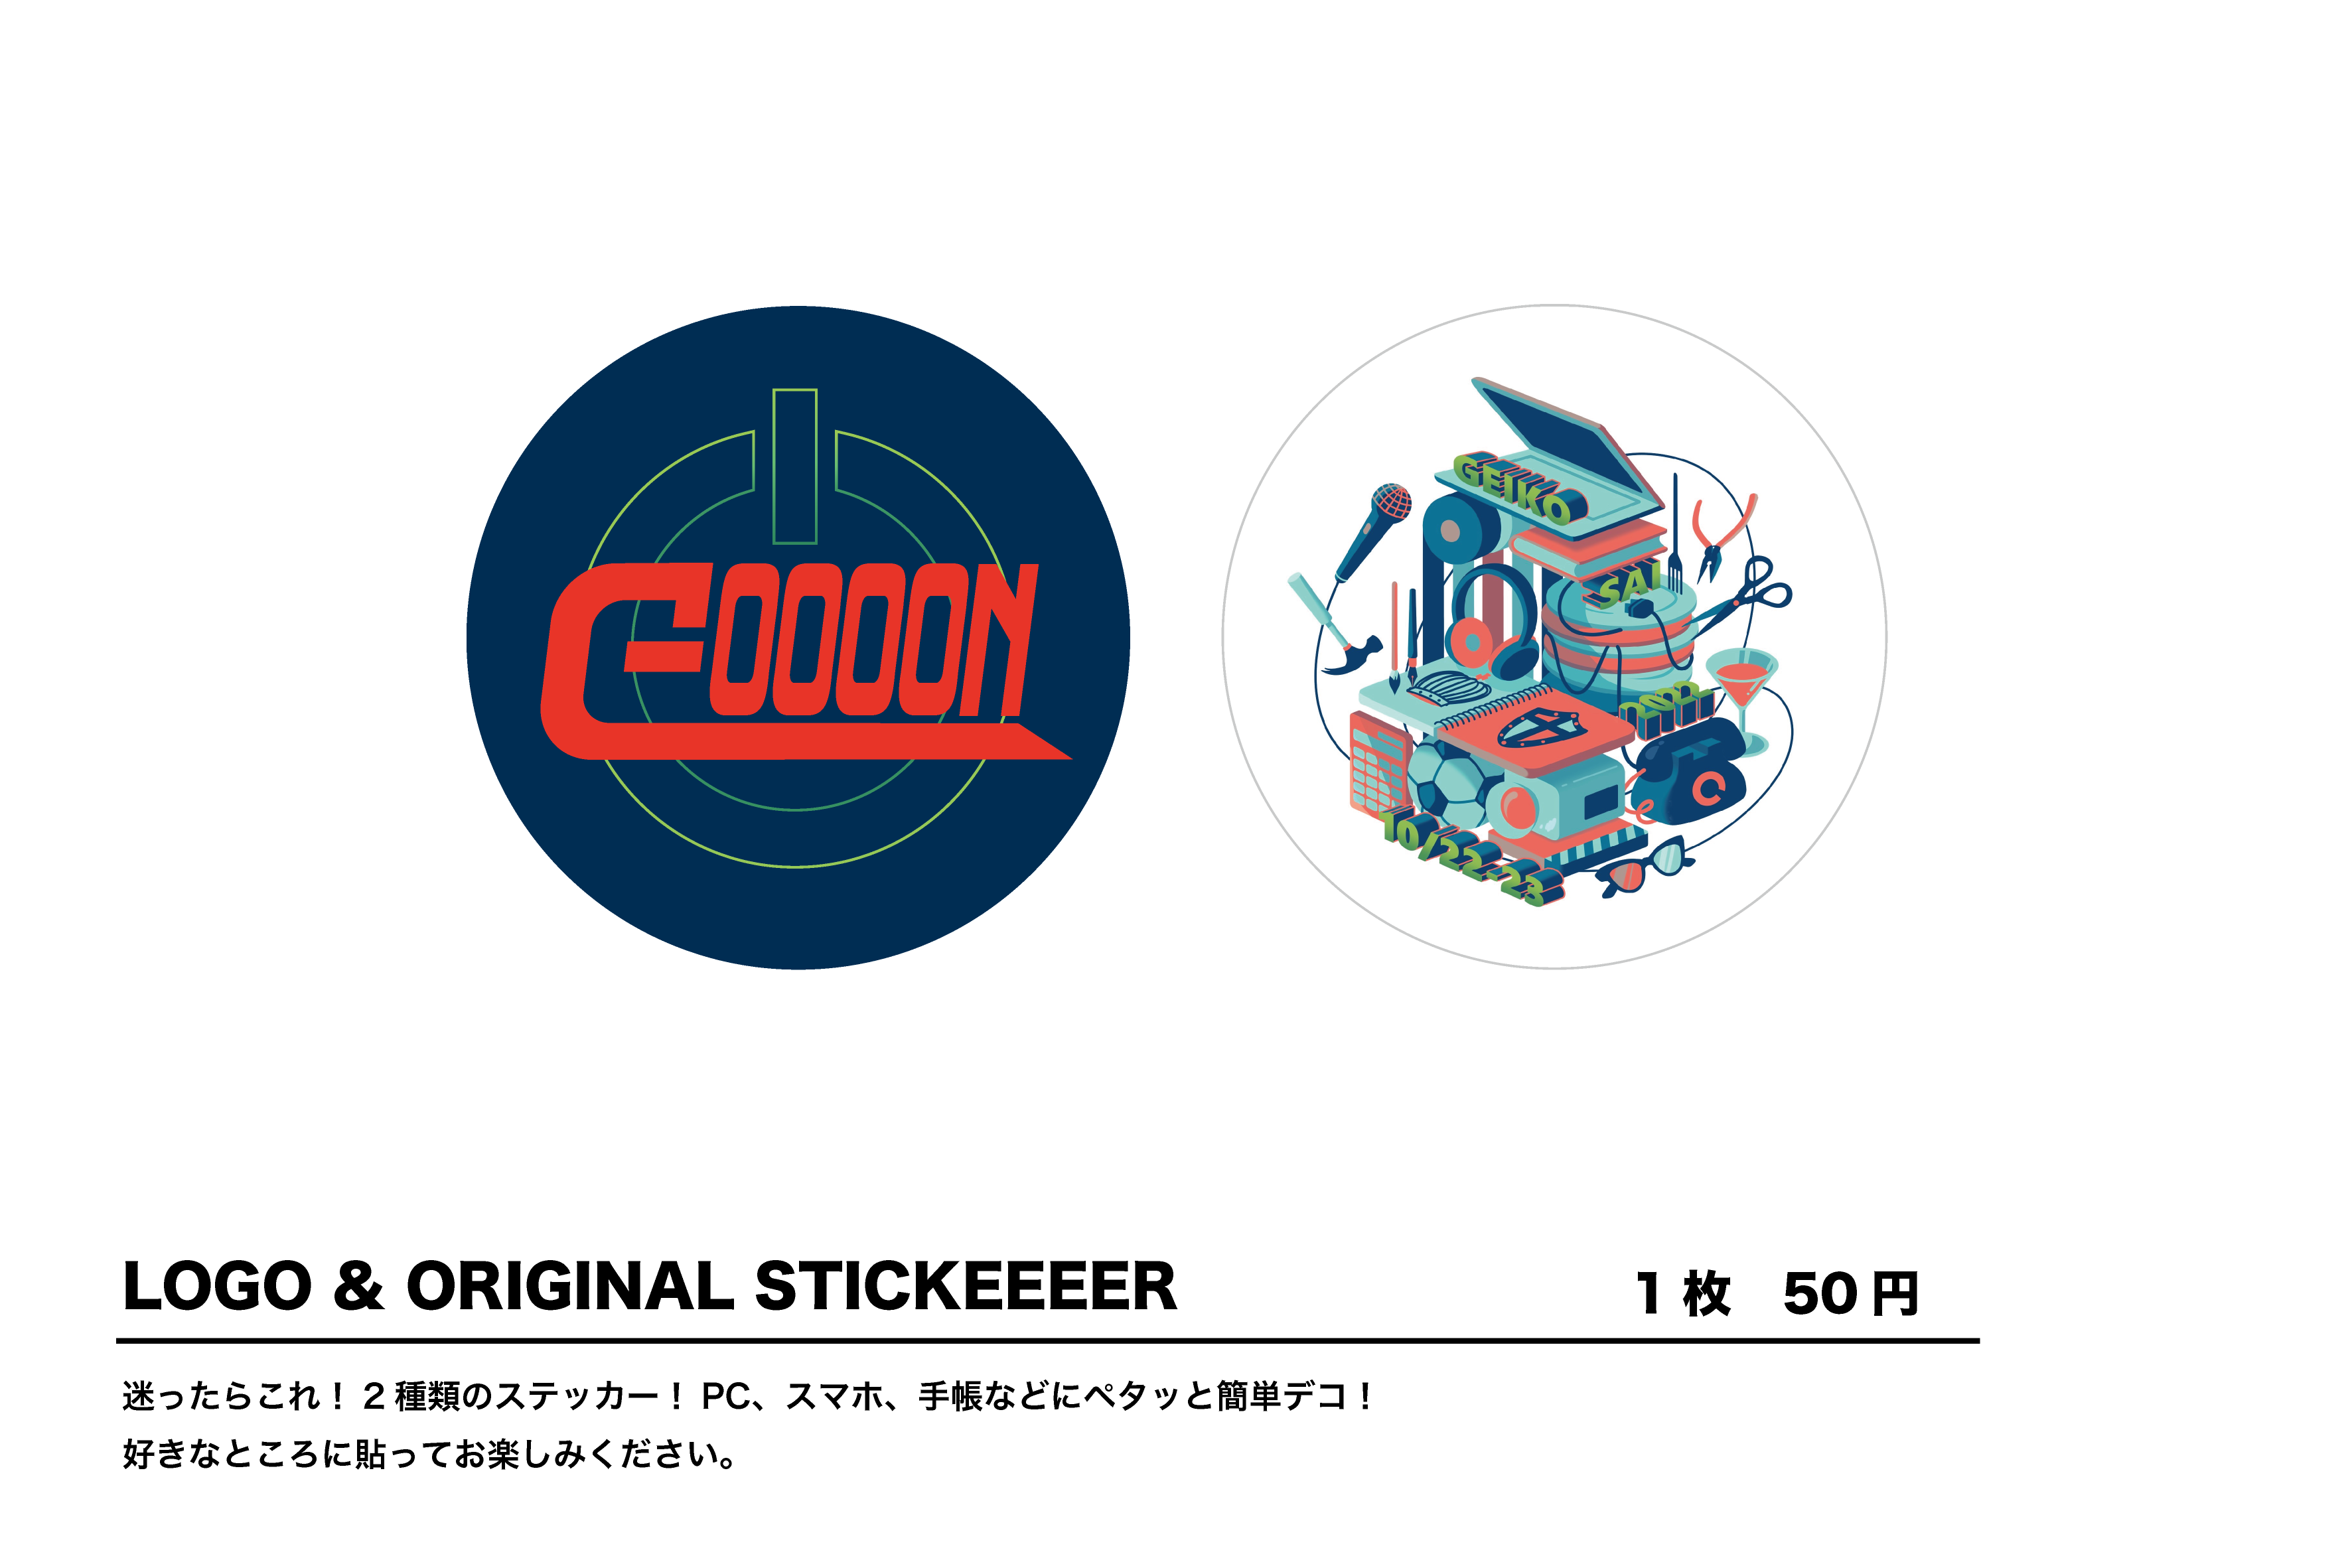 GOOOON
GEIKO
SAI
10/22-23
LOGO & ORIGINAL STICKEEEER
1枚　50円
迷ったらこれ！２種類のステッカー！PC、スマホ、手帳などにペタッと簡単デコ！
好きなところに貼ってお楽しみください。